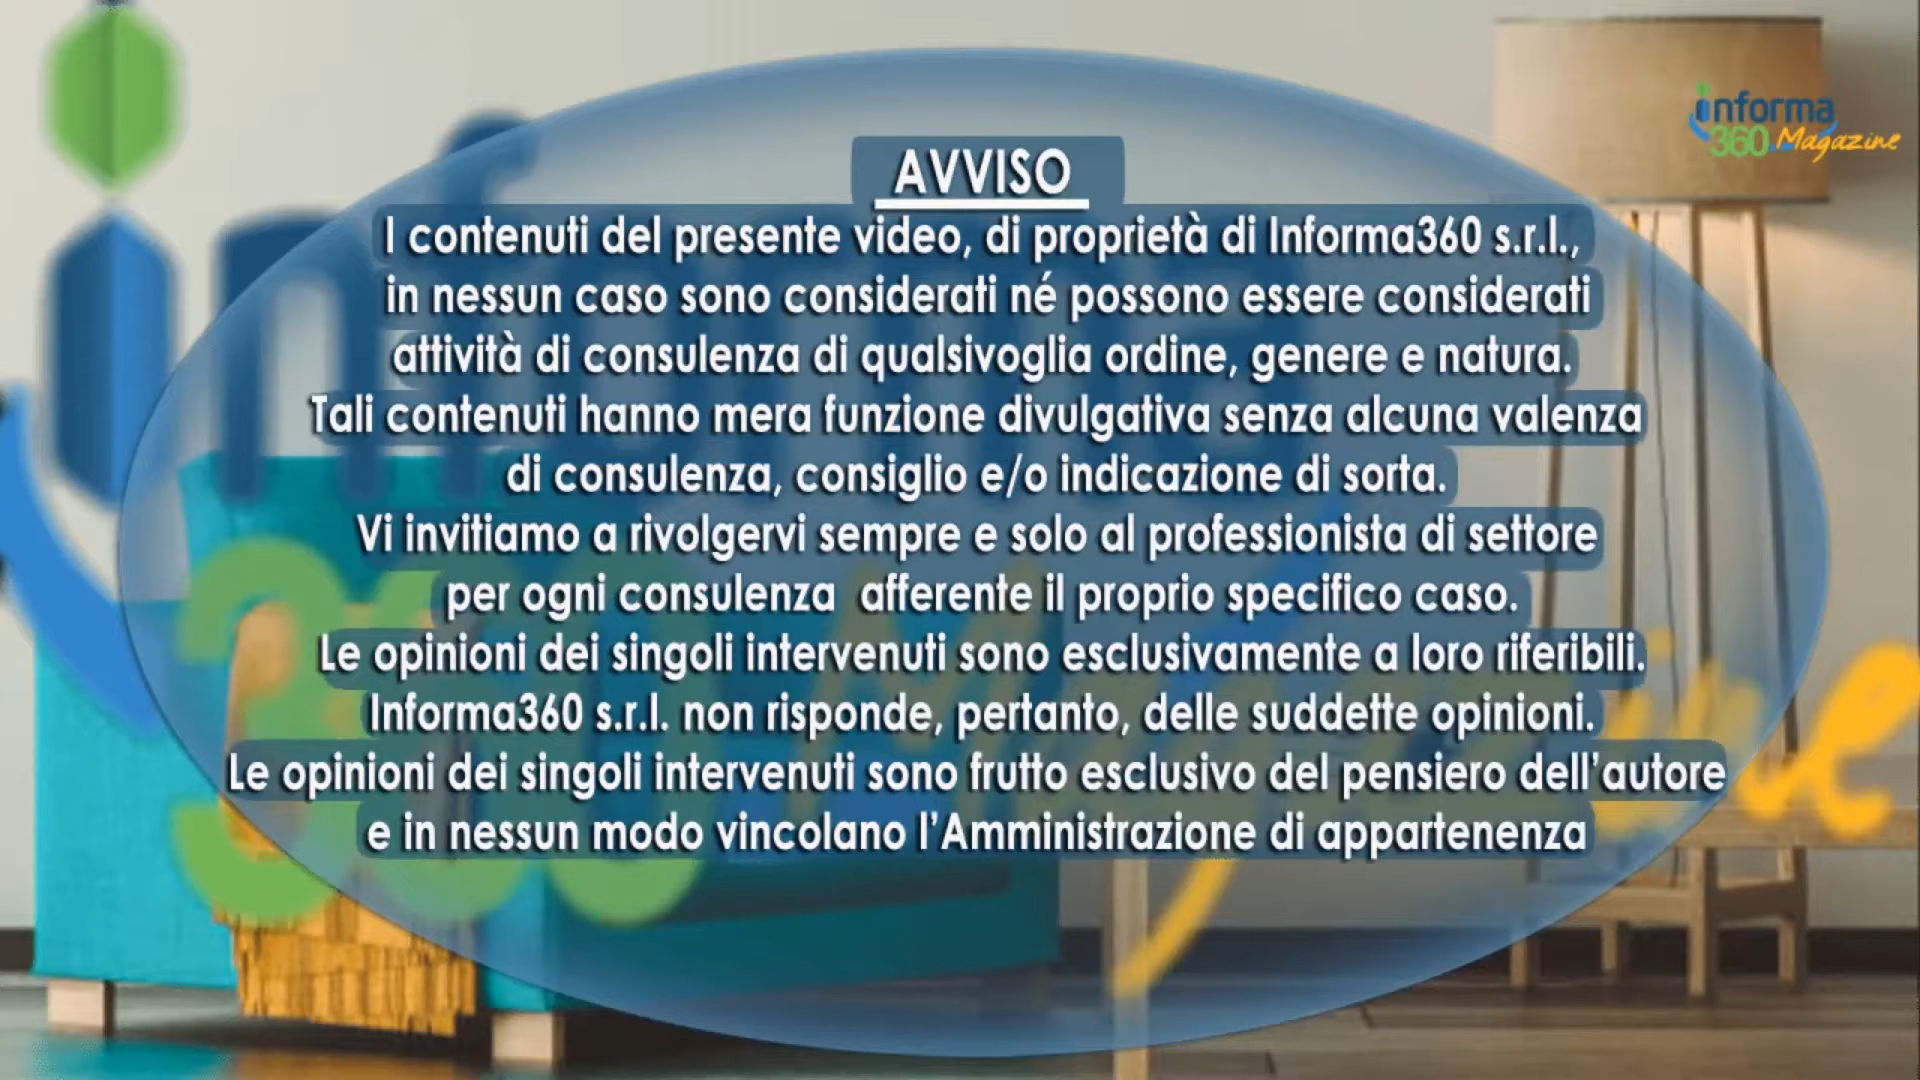 informa
360 Magazine
AVVISO
I contenuti del presente video, di proprietà di Informa360 s.r.l.,
in nessun caso sono considerati né possono essere considerati
attività di consulenza di qualsivoglia ordine, genere e natura.
Tali contenuti hanno mera funzione divulgativa senza alcuna valenza
di consulenza, consiglio e/o indicazione di sorta.
Vi invitiamo a rivolgervi sempre e solo al professionista di settore
per ogni consulenza  afferente il proprio specifico caso.
Le opinioni dei singoli intervenuti sono esclusivamente a loro riferibili.
Informa360 s.r.l. non risponde, pertanto, delle suddette opinioni.
Le opinioni dei singoli intervenuti sono frutto esclusivo del pensiero dell’autore
e in nessun modo vincolano l’Amministrazione di appartenenza